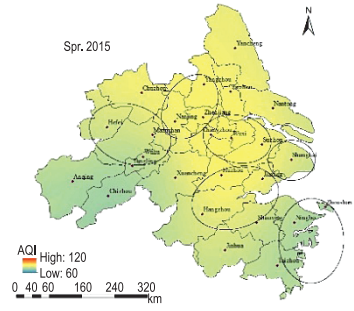 N
Spr. 2015
Yancheng
Chuzhou
Yangzhou
Taizhou
Nantong
Hefei
Nanjing
Zhenjiang
Maanshan
Changzhou
Wuxi
Suzhou
Wuhu
Tongling
Shanghai
Anqing
Chizhou
Xuancheng
Huzhou
Jiaxing
Hangzhou
Zhoushan
Shaoxing
Ningbo
Jinhua
Taizhou
AQI
High: 120
Low: 60
0 40 60 160 240 320
km